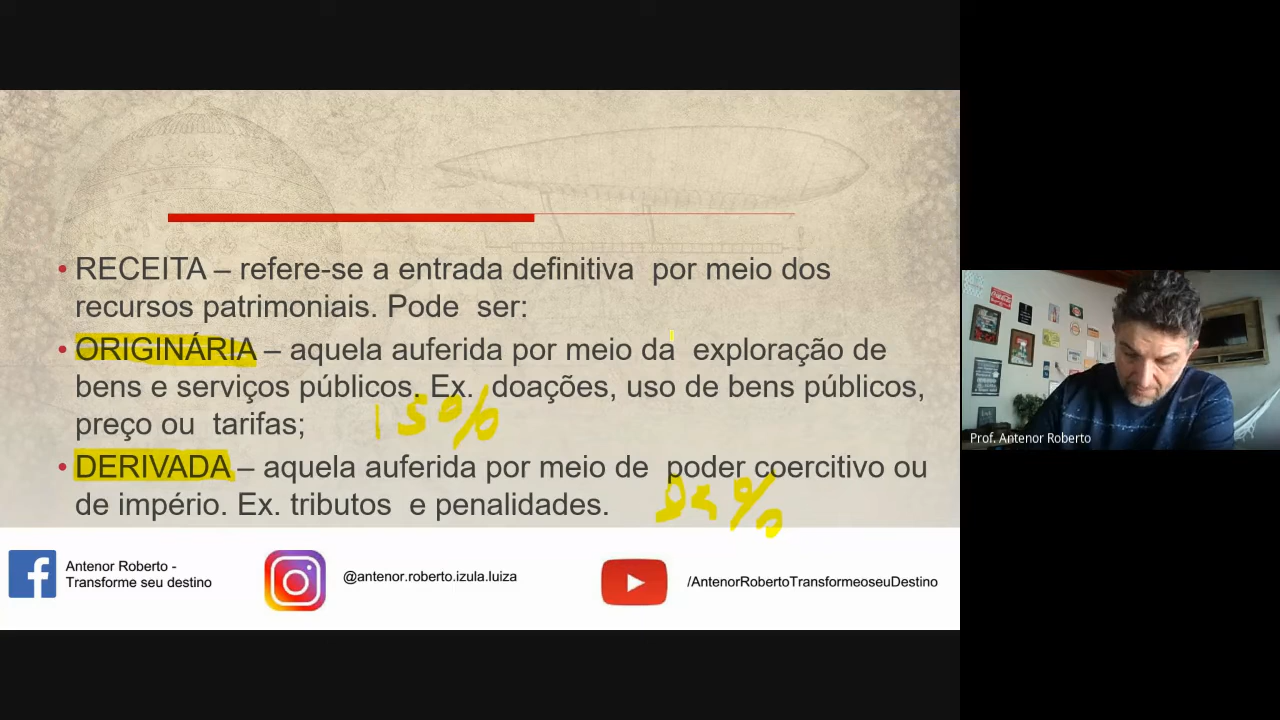 • RECEITA – refere-se a entrada definitiva por meio dos
recursos patrimoniais. Pode ser:
• ORIGINÁRIA – aquela auferida por meio da exploração de
bens e serviços públicos. Ex. doações, uso de bens públicos,
preço ou tarifas;
15%
• DERIVADA – aquela auferida por meio de poder coercitivo ou
de império. Ex. tributos e penalidades.
Antenor Roberto -
Transforme seu destino
@antenor.roberto.izula.luiza
/AntenorRobertoTransformeoseuDestino
Prof. Antenor Roberto